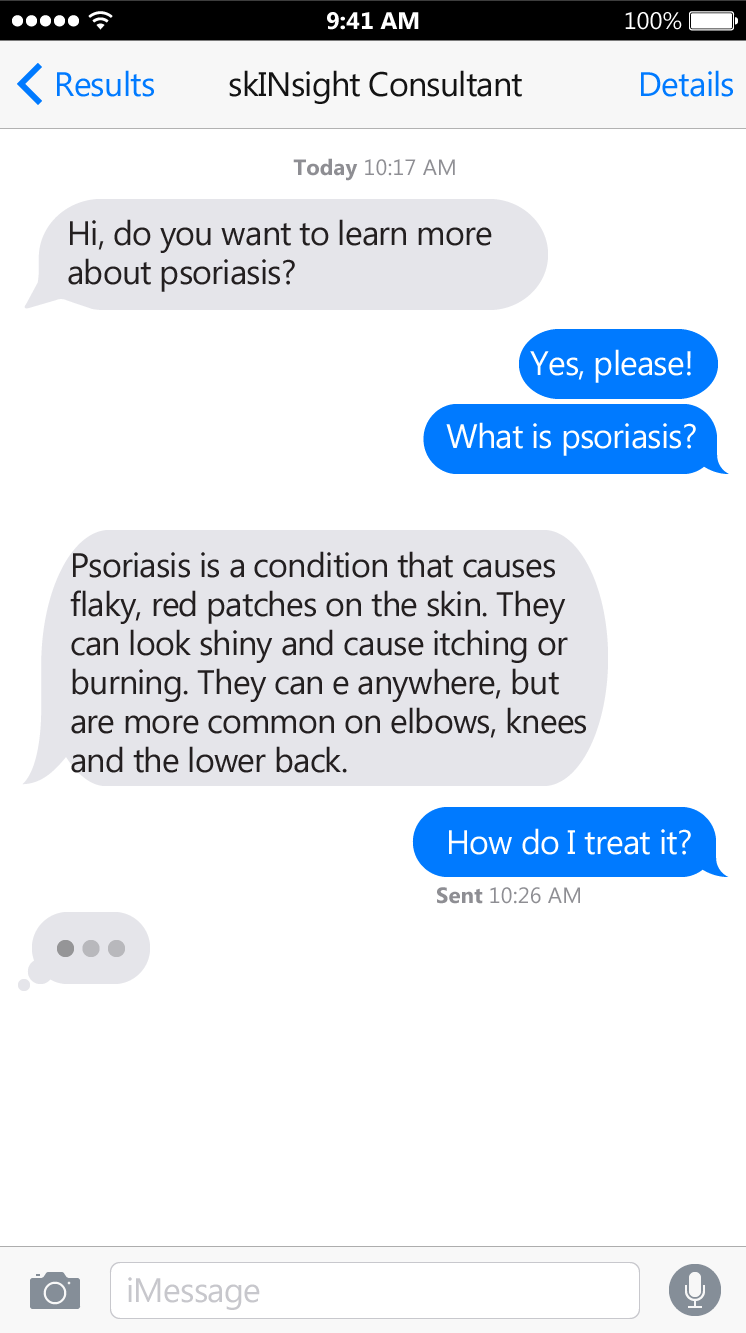 9:41 AM 100%
Results skINsight Consultant Details
Today 10:17 AM
Hi, do you want to learn more
about psoriasis?
Yes, please!
What is psoriasis?
Psoriasis is a condition that causes
flaky, red patches on the skin. They
can look shiny and cause itching or
burning. They can e anywhere, but
are more common on elbows, knees
and the lower back.
How do I treat it?
Sent 10:26 AM
iMessage